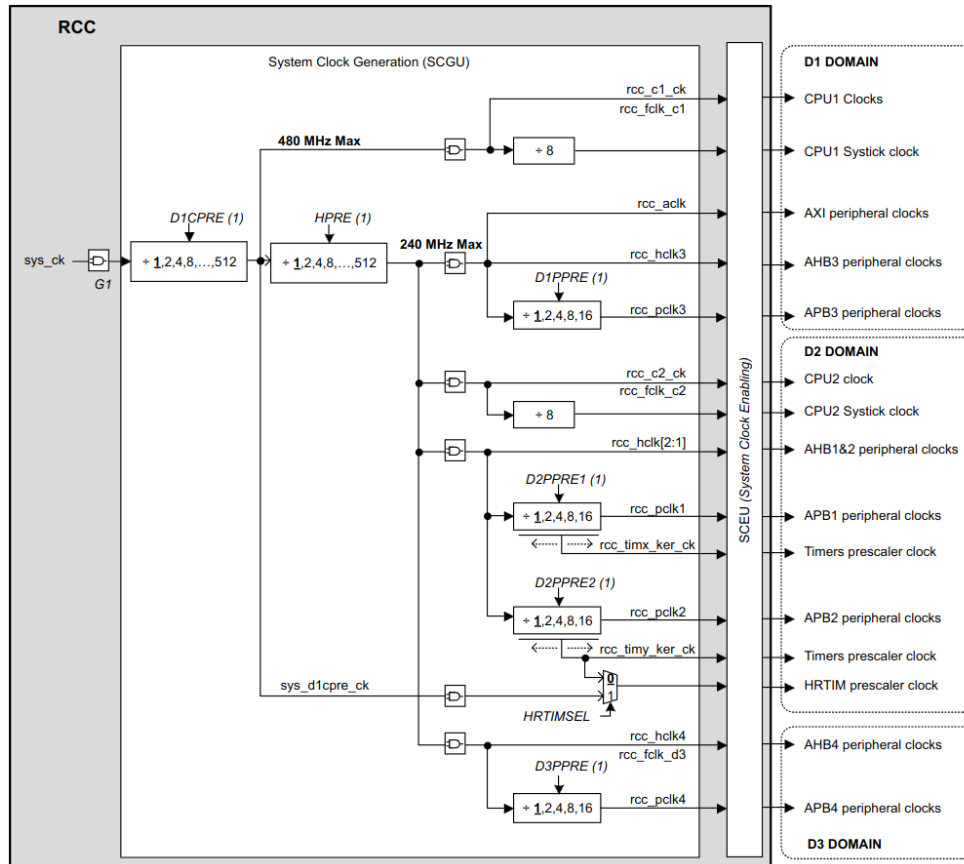 RCC
System Clock Generation (SCGU)
D1 DOMAIN
rcc_c1_ck
CPU1 Clocks
rcc_fclk_c1
480 MHz Max
÷ 8
CPU1 Systick clock
D1CPRE (1)
HPRE (1)
rcc_aclk
AXI peripheral clocks
sys_ck
G1
÷ 1,2,4,8,...,512
÷ 1,2,4,8,...,512
240 MHz Max
rcc_hclk3
AHB3 peripheral clocks
D1PPRE (1)
÷ 1,2,4,8,16
rcc_pclk3
APB3 peripheral clocks
D2 DOMAIN
rcc_c2_ck
CPU2 clock
rcc_fclk_c2
÷ 8
CPU2 Systick clock
SCEU (System Clock Enabling)
rcc_hclk[2:1]
AHB1&2 peripheral clocks
D2PPRE1 (1)
÷ 1,2,4,8,16
rcc_pclk1
APB1 peripheral clocks
rcc_timx_ker_ck
Timers prescaler clock
D2PPRE2 (1)
÷ 1,2,4,8,16
rcc_pclk2
APB2 peripheral clocks
rcc_timy_ker_ck
Timers prescaler clock
sys_d1cpre_ck
0
1
HRTIM prescaler clock
HRTIMSEL
rcc_hclk4
AHB4 peripheral clocks
rcc_fclk_d3
D3PPRE (1)
÷ 1,2,4,8,16
rcc_pclk4
APB4 peripheral clocks
D3 DOMAIN